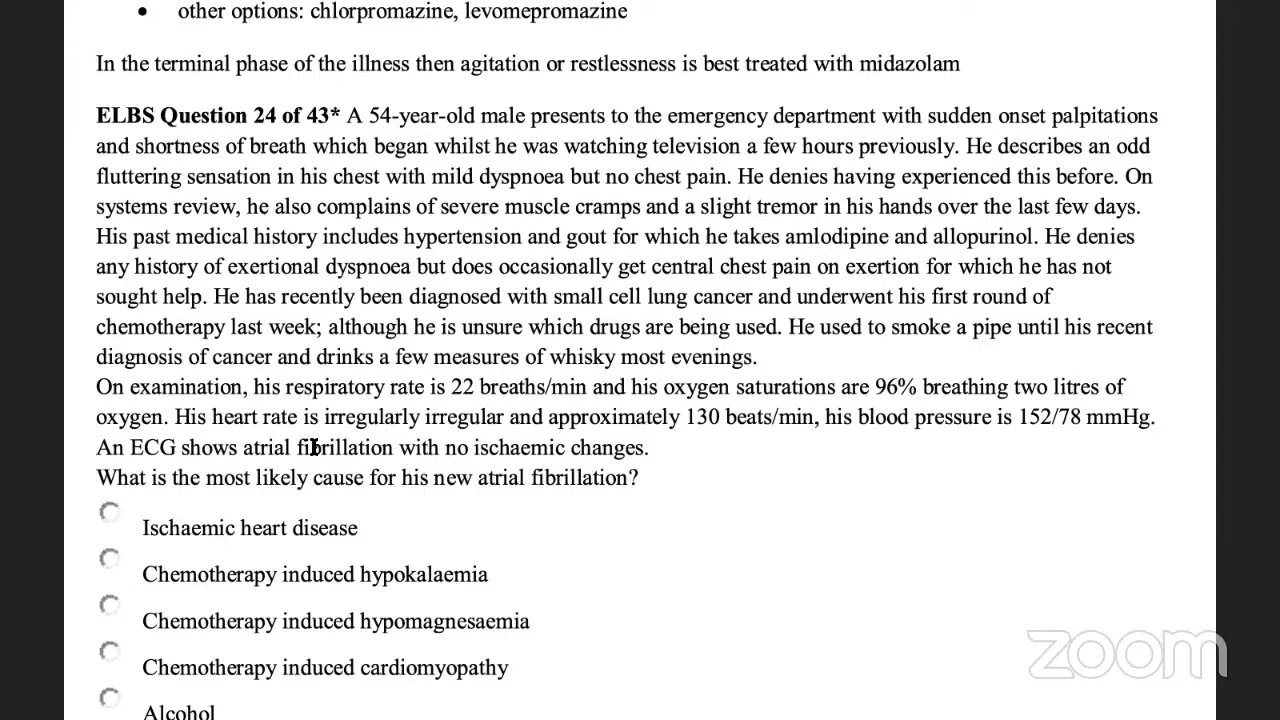 • other options: chlorpromazine, levomepromazine
In the terminal phase of the illness then agitation or restlessness is best treated with midazolam
ELBS Question 24 of 43* A 54-year-old male presents to the emergency department with sudden onset palpitations
and shortness of breath which began whilst he was watching television a few hours previously. He describes an odd
fluttering sensation in his chest with mild dyspnoea but no chest pain. He denies having experienced this before. On
systems review, he also complains of severe muscle cramps and a slight tremor in his hands over the last few days.
His past medical history includes hypertension and gout for which he takes amlodipine and allopurinol. He denies
any history of exertional dyspnoea but does occasionally get central chest pain on exertion for which he has not
sought help. He has recently been diagnosed with small cell lung cancer and underwent his first round of
chemotherapy last week; although he is unsure which drugs are being used. He used to smoke a pipe until his recent
diagnosis of cancer and drinks a few measures of whisky most evenings.
On examination, his respiratory rate is 22 breaths/min and his oxygen saturations are 96% breathing two litres of
oxygen. His heart rate is irregularly irregular and approximately 130 beats/min, his blood pressure is 152/78 mmHg.
An ECG shows atrial fibrillation with no ischaemic changes.
What is the most likely cause for his new atrial fibrillation?
Ischaemic heart disease
Chemotherapy induced hypokalaemia
Chemotherapy induced hypomagnesaemia
Chemotherapy induced cardiomyopathy
Alcohol
zoom